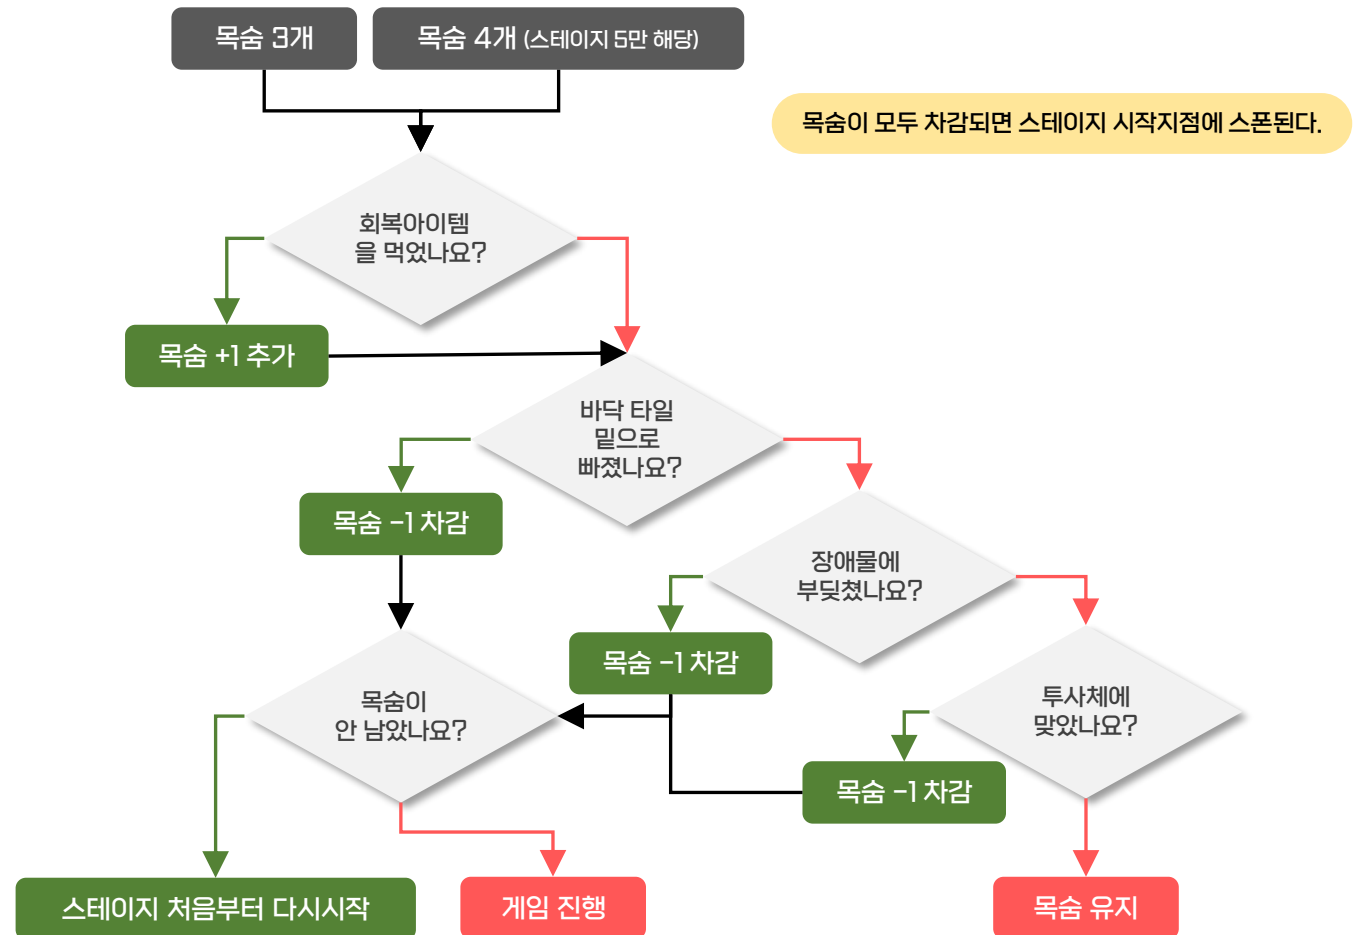 목숨 3개
목숨 4개 (스테이지 5만 해당)
목숨이 모두 차감되면 스테이지 시작지점에 스폰된다.
회복아이템
을 먹었나요?
목숨 +1 추가
바닥 타일
밑으로
빠졌나요?
목숨 -1 차감
장애물에
부딪쳤나요?
목숨 -1 차감
목숨이
안 남았나요?
투사체에
맞았나요?
목숨 -1 차감
스테이지 처음부터 다시시작
게임 진행
목숨 유지